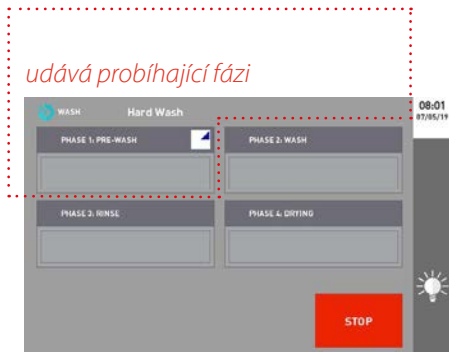 udává probíhající fázi
WASH Hard Wash
08:01
07/05/19
PHASE 1: PRE-WASH
PHASE 2: WASH
PHASE 3: RINSE
PHASE 4: DRYING
STOP